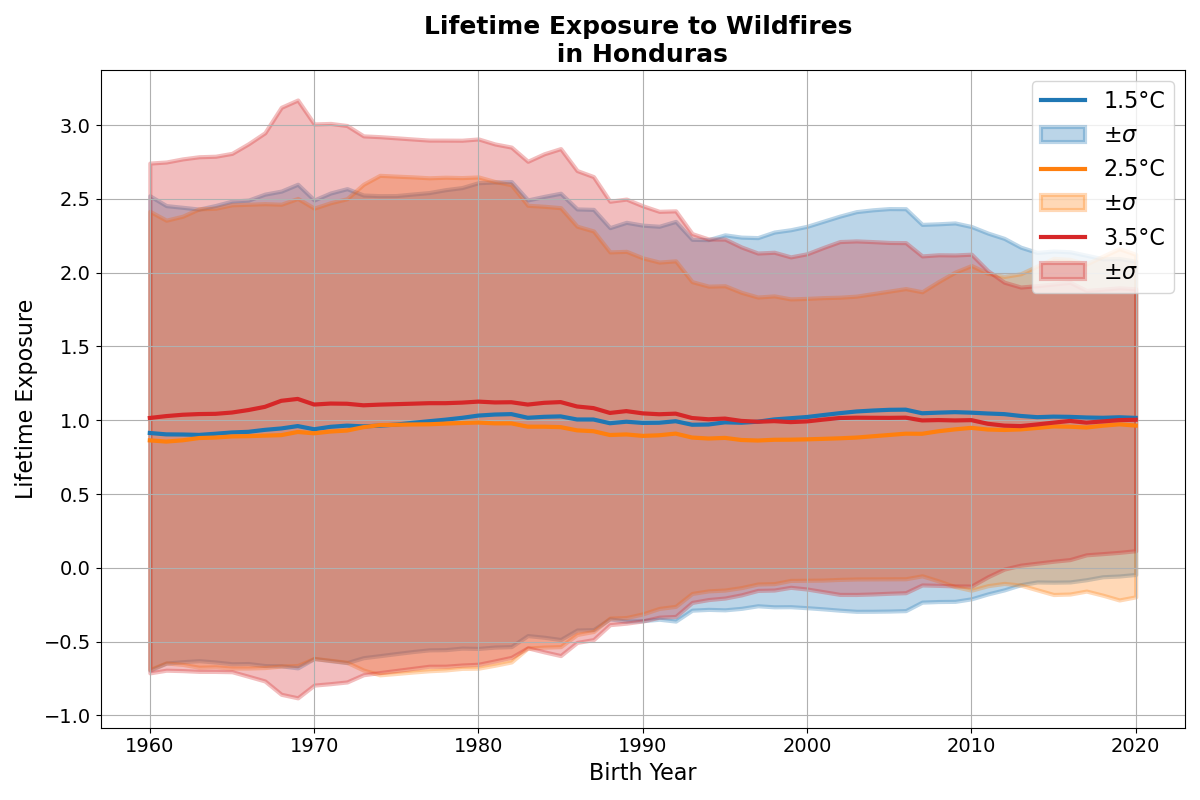 Lifetime Exposure to Wildfires
in Honduras
3.0
2.5
2.0
1.5
1.0
0.5
0.0
−0.5
−1.0
Lifetime Exposure
1960
1970
1980
1990
2000
2010
2020
Birth Year
1.5°C
±σ
2.5°C
±σ
3.5°C
±σ